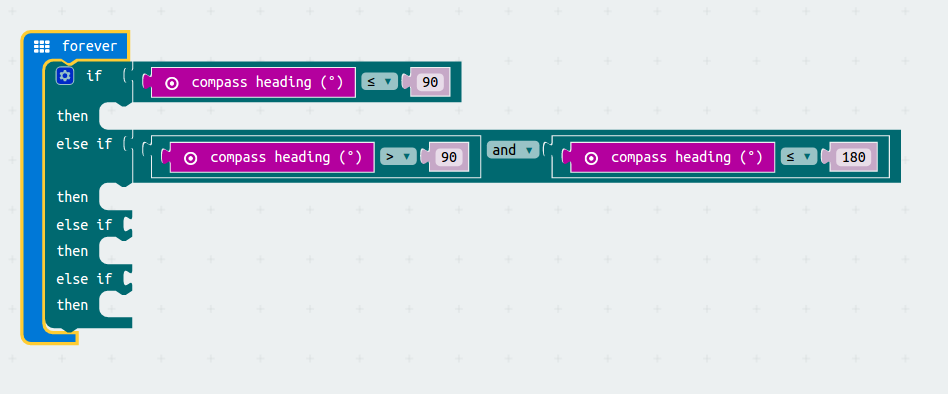 forever
if compass heading (°) ≤ ▼ 90
then
else if compass heading (°) > ▼ 90 and ▼ compass heading (°) ≤ ▼ 180
then
else if
then
else if
then